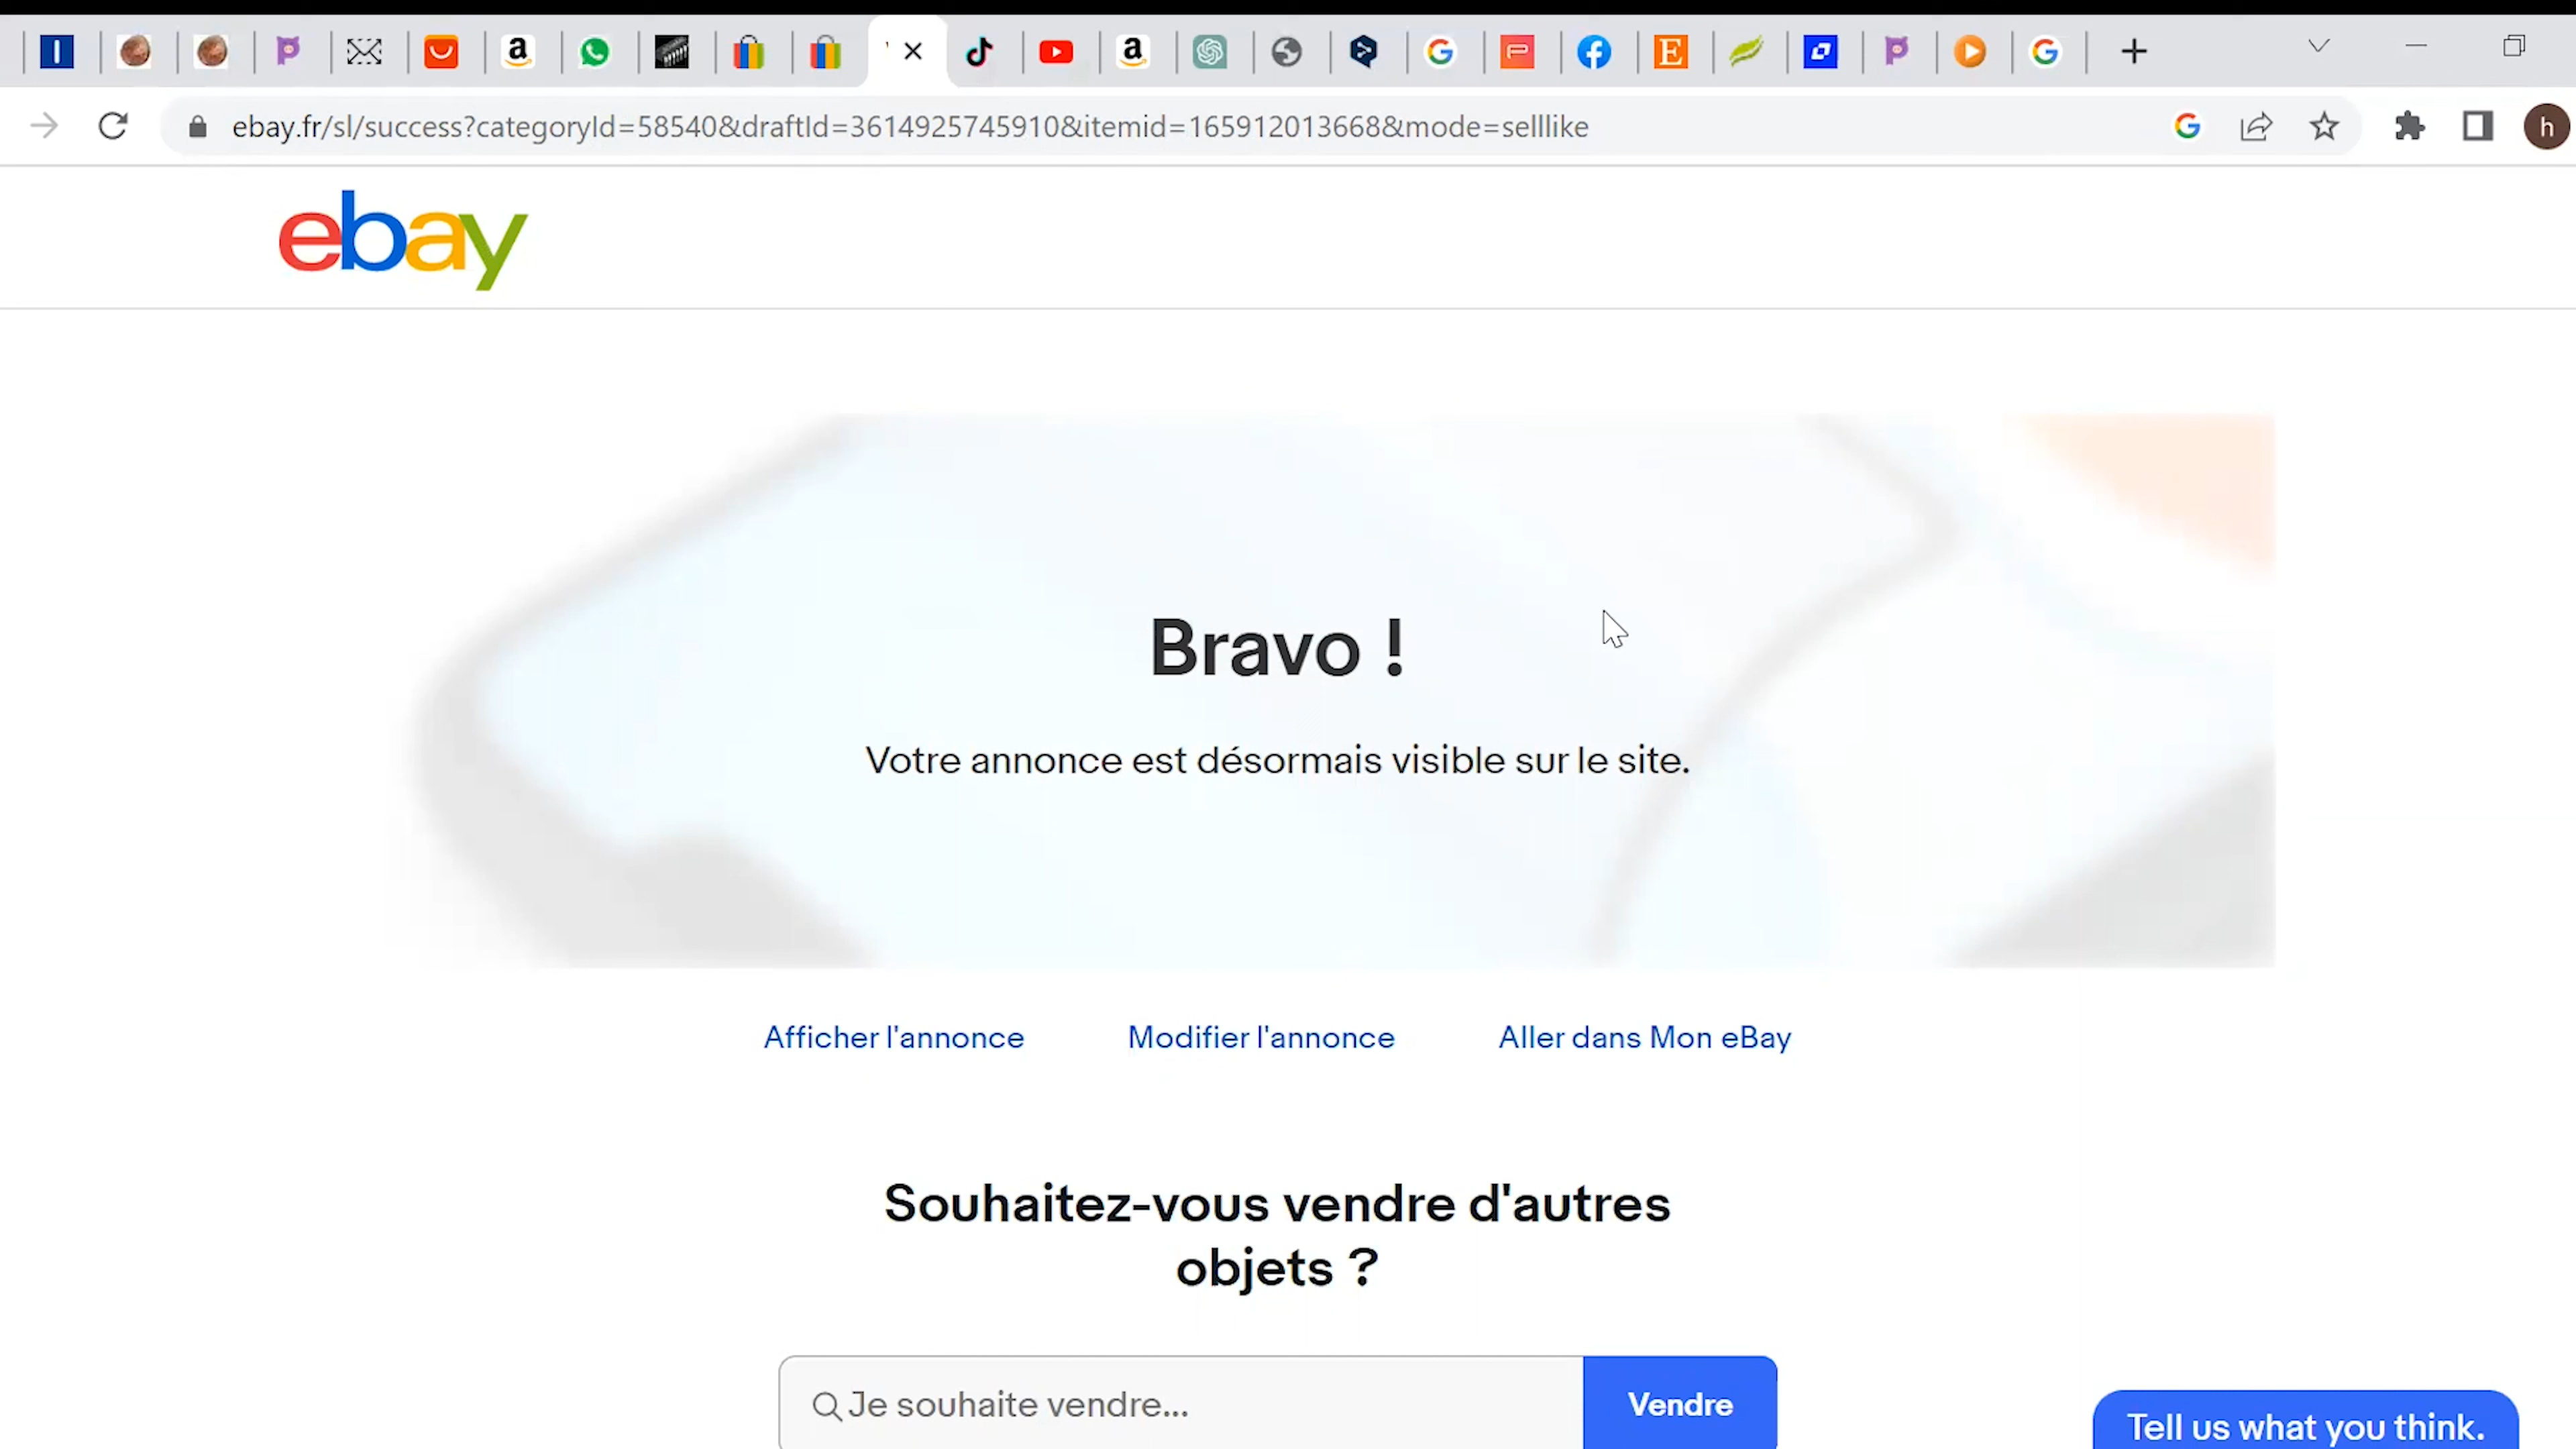 ebay.fr/sl/success?categoryId=58540&draftId=3614925745910&itemid=165912013668&mode=selllike
h
ebay
Bravo !
Votre annonce est désormais visible sur le site.
Afficher l'annonce
Modifier l'annonce
Aller dans Mon eBay
Souhaitez-vous vendre d'autres
objets ?
Je souhaite vendre...
Vendre
Tell us what you think.